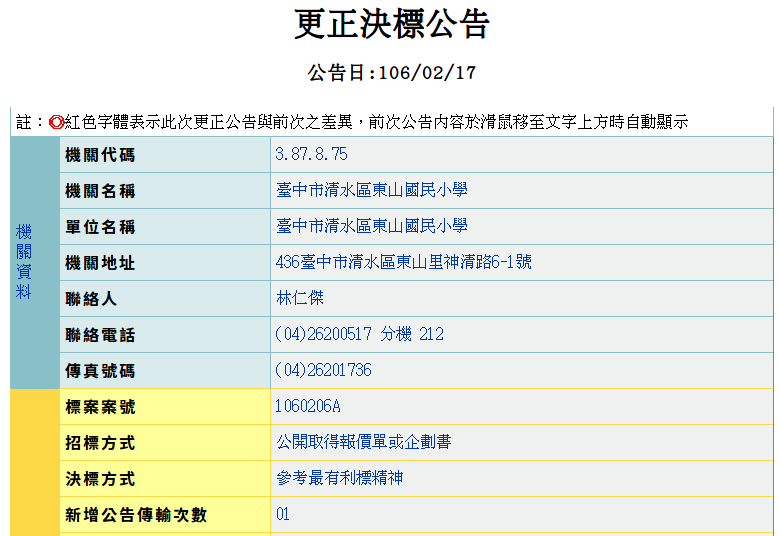 更正決標公告
公告日:106/02/17
註：◎紅色字體表示此次更正公告與前次之差異，前次公告內容於滑鼠移至文字上方時自動顯示
機關資料
機關代碼 3.87.8.75
機關名稱 臺中市清水區東山國民小學
單位名稱 臺中市清水區東山國民小學
機關地址 436臺中市清水區東山里神清路6-1號
聯絡人 林仁傑
聯絡電話 (04)26200517 分機 212
傳真號碼 (04)26201736
標案案號 1060206A
招標方式 公開取得報價單或企劃書
決標方式 參考最有利標精神
新增公告傳輸次數 01